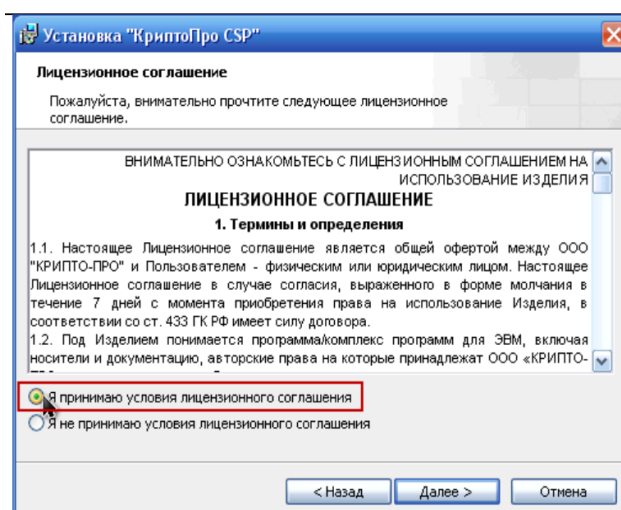 Установка "КриптоПро CSP"
Лицензионное соглашение
Пожалуйста, внимательно прочтите следующее лицензионное
соглашение.
ВНИМАТЕЛЬНО ОЗНАКОМЬТЕСЬ С ЛИЦЕНЗИОННЫМ СОГЛАШЕНИЕМ НА
ИСПОЛЬЗОВАНИЕ ИЗДЕЛИЯ
ЛИЦЕНЗИОННОЕ СОГЛАШЕНИЕ
1. Термины и определения
1.1. Настоящее Лицензионное соглашение является общей офертой между ООО
"КРИПТО-ПРО" и Пользователем - физическим или юридическим лицом. Настоящее
Лицензионное соглашение в случае согласия, выраженного в форме молчания в
течение 7 дней с момента приобретения права на использование Изделия, в
соответствии со ст. 433 ГК РФ имеет силу договора.
1.2. Под Изделием понимается программа/комплекс программ для ЭВМ, включая
носители и документацию, авторские права на которые принадлежат ООО «КРИПТО-
Я принимаю условия лицензионного соглашения
Я не принимаю условия лицензионного соглашения
< Назад
Далее >
Отмена